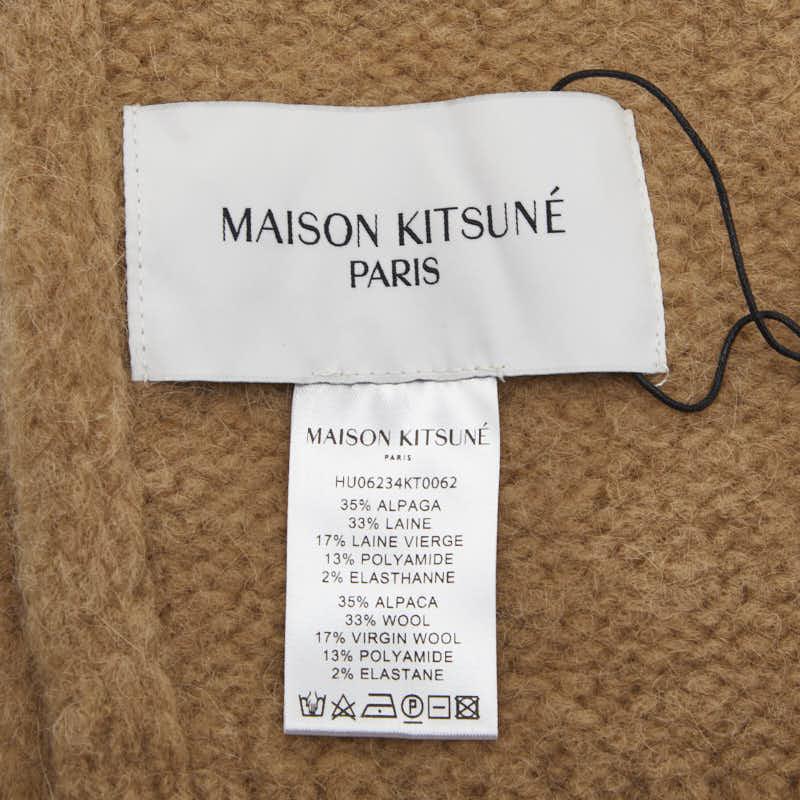 MAISON KITSUNÉ
PARIS
MAISON KITSUNÉ
PARIS
HU06234KT0062
35% ALPAGA
33% LAINE
17% LAINE VIERGE
13% POLYAMIDE
2% ELASTHANNE
35% ALPACA
33% WOOL
17% VIRGIN WOOL
13% POLYAMIDE
2% ELASTANE
P